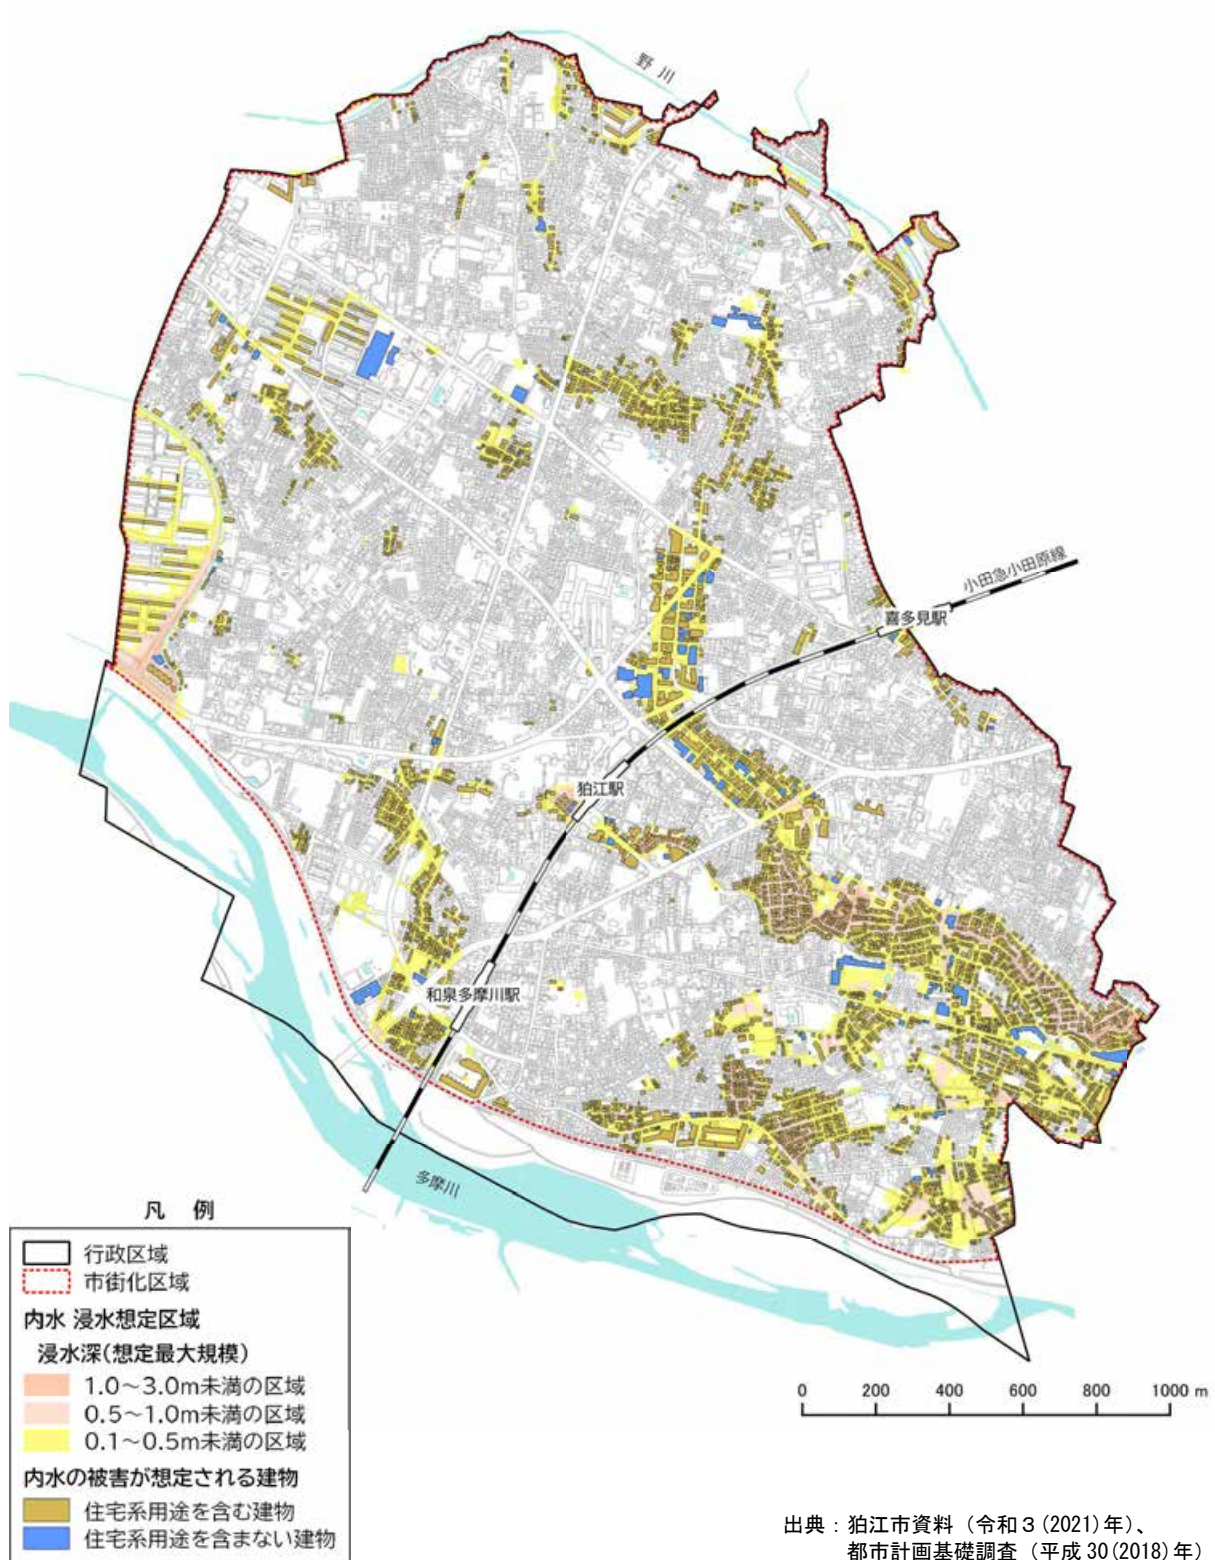 野川
小田急小田原線
喜多見駅
狛江駅
和泉多摩川駅
多摩川
凡 例
行政区域
市街化区域
内水 浸水想定区域
浸水深(想定最大規模)
1.0～3.0m未満の区域
0.5～1.0m未満の区域
0.1～0.5m未満の区域
内水の被害が想定される建物
住宅系用途を含む建物
住宅系用途を含まない建物
0 200 400 600 800 1000 m
出典：狛江市資料（令和３(2021)年）、
都市計画基礎調査（平成30(2018)年）